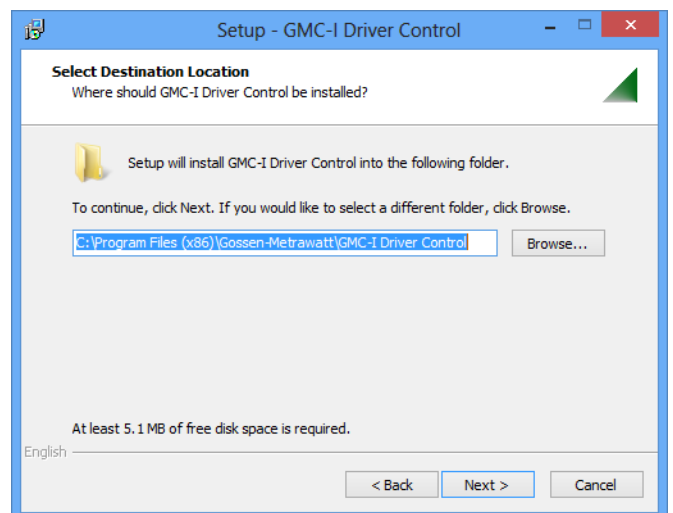 Setup - GMC-I Driver Control
Select Destination Location
Where should GMC-I Driver Control be installed?
Setup will install GMC-I Driver Control into the following folder.
To continue, click Next. If you would like to select a different folder, click Browse.
C:\Program Files (x86)\Gossen-Metrawatt\GMC-I Driver Control
Browse...
At least 5.1 MB of free disk space is required.
English
< Back
Next >
Cancel